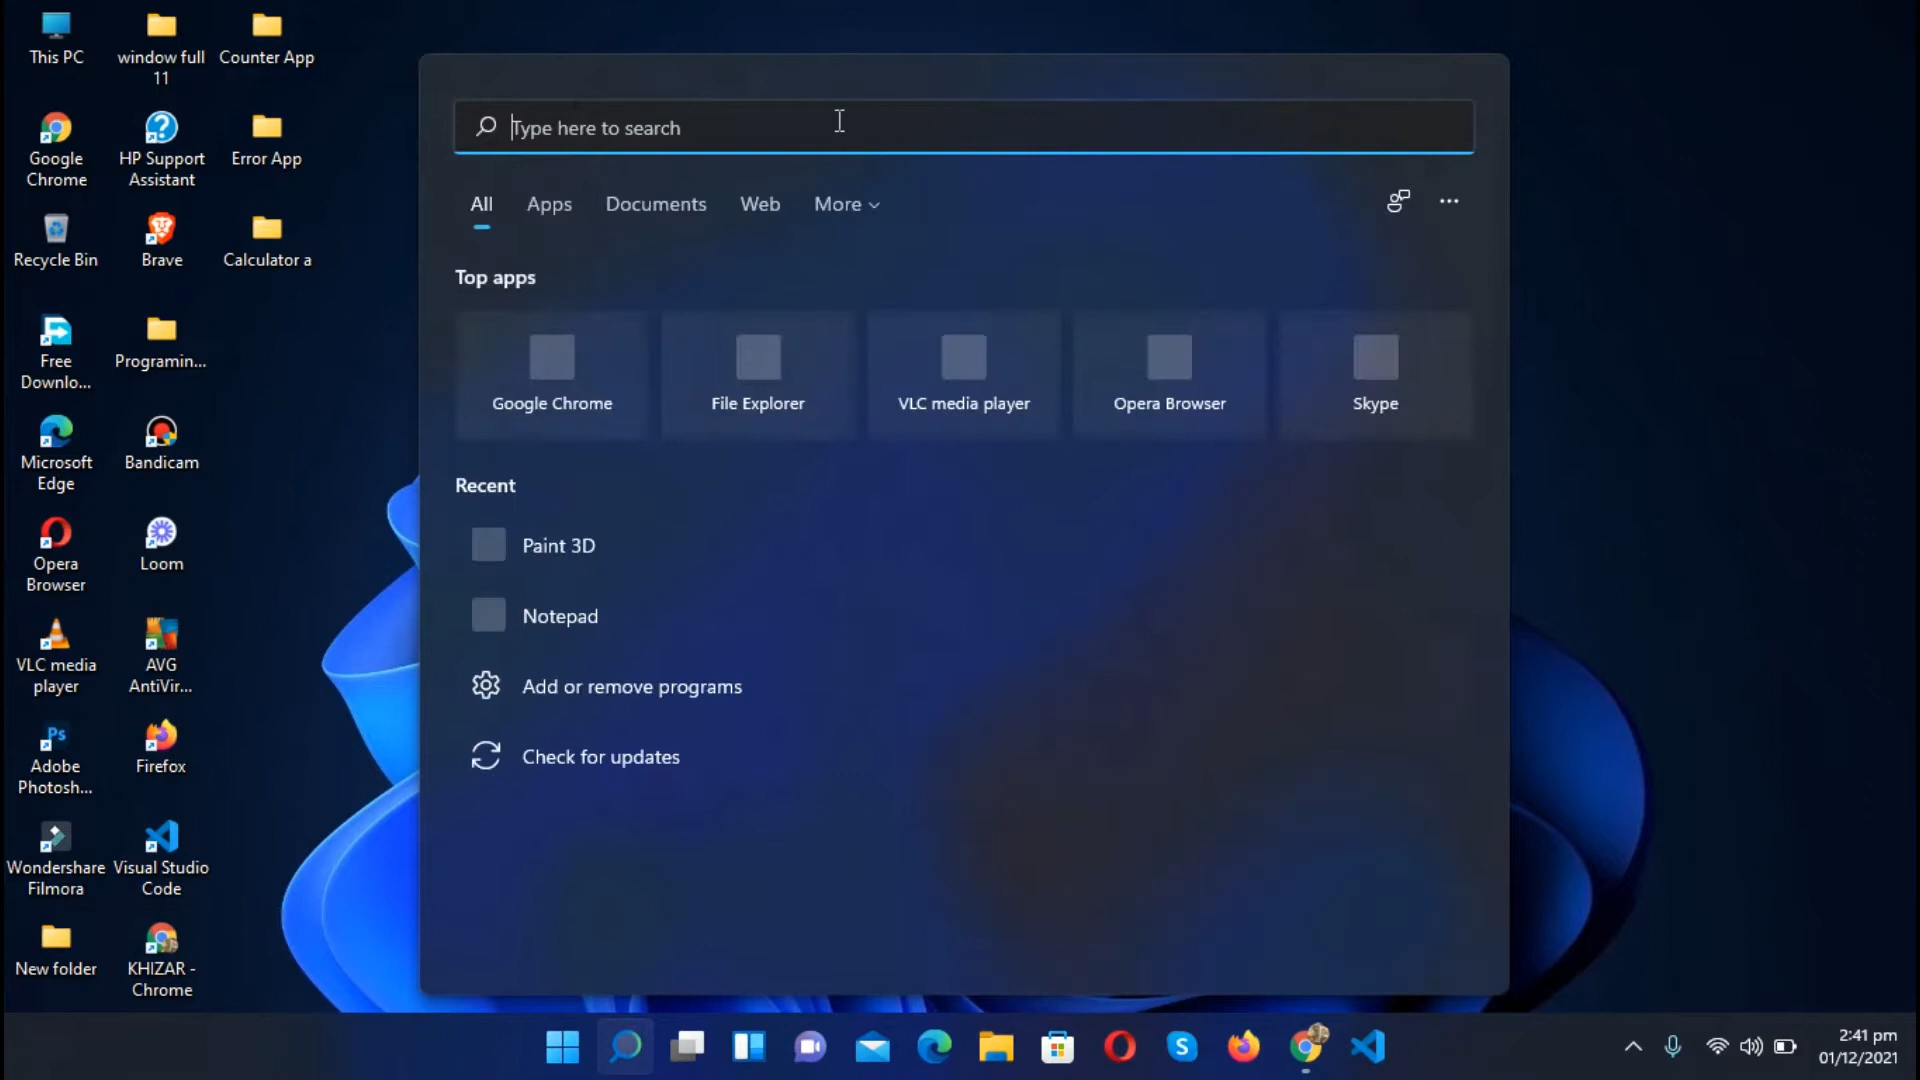 This PC
window full
11
Counter App
Google
Chrome
HP Support
Assistant
Error App
Recycle Bin
Brave
Calculator a
Free
Downlo...
Programin...
Microsoft
Edge
Bandicam
Opera
Browser
Loom
VLC media
player
AVG
AntiVir...
Ps
Adobe
Photosh...
Firefox
Wondershare
Filmora
Visual Studio
Code
New folder
KHIZAR -
Chrome
Type here to search
All
Apps
Documents
Web
More
Top apps
Google Chrome
File Explorer
VLC media player
Opera Browser
Skype
Recent
Paint 3D
Notepad
Add or remove programs
Check for updates
2:41 pm
01/12/2021